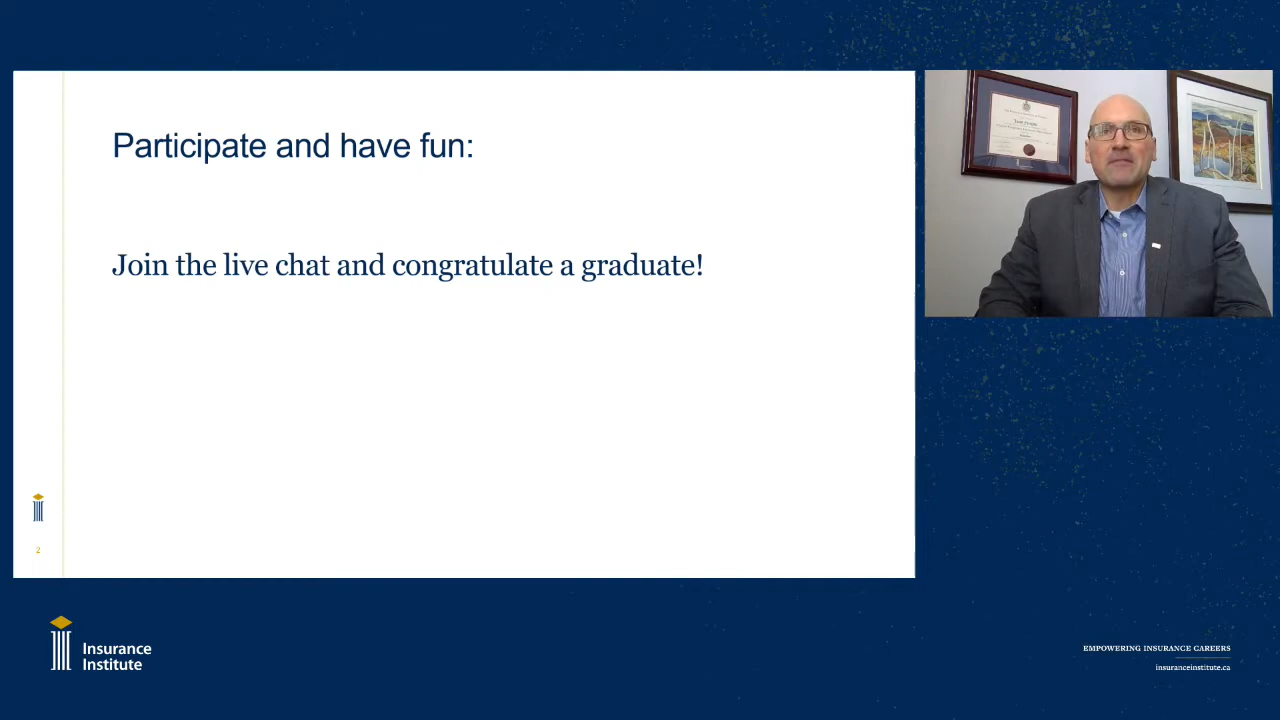 Participate and have fun:
Join the live chat and congratulate a graduate!
2
Insurance
Institute
EMPOWERING INSURANCE CAREERS
insuranceinstitute.ca